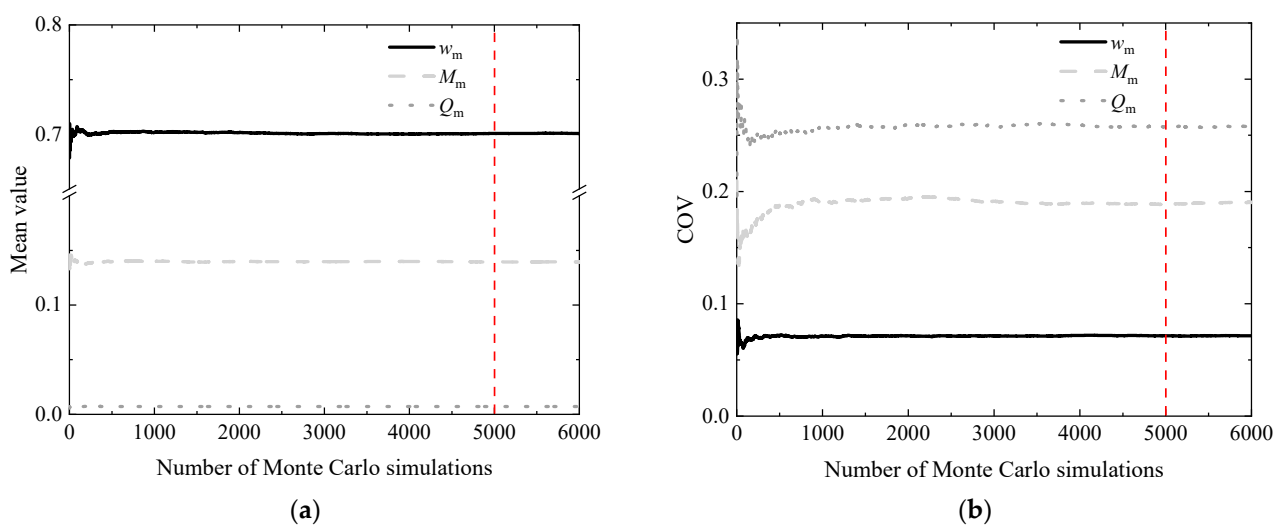 0.8
0.7
0.1
0.0
Mean value
w_m
M_m
Q_m
0 1000 2000 3000 4000 5000 6000
Number of Monte Carlo simulations
(a)
0.3
0.2
0.1
0.0
COV
w_m
M_m
Q_m
0 1000 2000 3000 4000 5000 6000
Number of Monte Carlo simulations
(b)